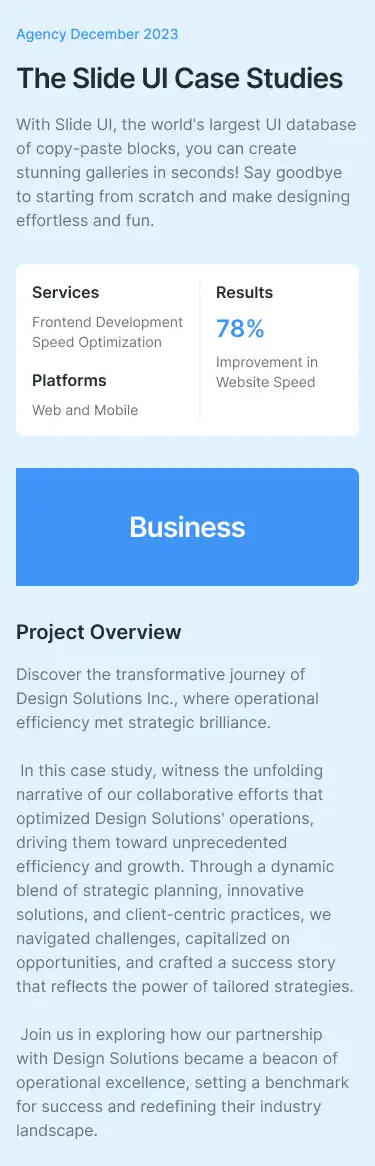 Agency December 2023
The Slide UI Case Studies
With Slide UI, the world's largest UI database
of copy-paste blocks, you can create
stunning galleries in seconds! Say goodbye
to starting from scratch and make designing
effortless and fun.
Services
Frontend Development
Speed Optimization
Platforms
Web and Mobile
Results
78%
Improvement in
Website Speed
Business
Project Overview
Discover the transformative journey of
Design Solutions Inc., where operational
efficiency met strategic brilliance.
In this case study, witness the unfolding
narrative of our collaborative efforts that
optimized Design Solutions' operations,
driving them toward unprecedented
efficiency and growth. Through a dynamic
blend of strategic planning, innovative
solutions, and client-centric practices, we
navigated challenges, capitalized on
opportunities, and crafted a success story
that reflects the power of tailored strategies.
Join us in exploring how our partnership
with Design Solutions became a beacon of
operational excellence, setting a benchmark
for success and redefining their industry
landscape.